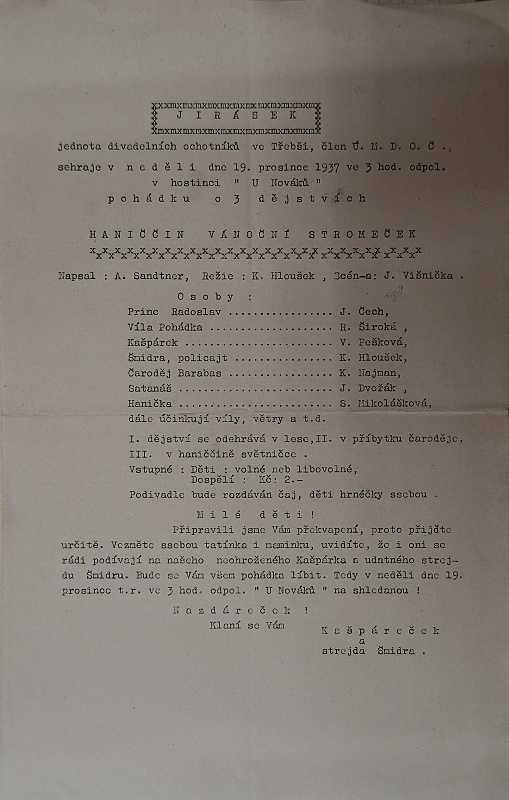 xxmxmxmxmxmxmxmxmxmxmxmxmxmx
J I R Á S E K
xmxmxmxmxmxmxmxmxmxmxmxmxmx
jednota divadelních ochotníků ve Třebši, člen Ú. M. D. O. Č .,
sehraje v n e d ě l i dne 19. prosince 1937 ve 3 hod. odpol.
v hostinci " U Nováků "
p o h á d k u o 3 d ě j s t v í c h
H A N I Č Č I N V Á N O Č N Í S T R O M E Č E K
xXxXxXxXxXxXxXxXxXxXxXxXxXxXxXxXxXxXxXxXxXxXxXxXxXxXx
Napsal : A. Sandtner, Režie : K. Hloušek , Scén-a: J. Višnička .
O s o b y :
Princ Radoslav ................ J. Čech,
Víla Pohádka .................. R. Široká ,
Kašpárek ...................... V. Pešková,
Šmidra, policajt .............. K. Hloušek,
Čaroděj Barabas ............... K. Najman,
Satanáš ....................... J. Dvořák ,
Hanička ....................... S. Mikolášková,
dále účinkují víly, větry a t.d.
I. dějství se odehrává v lese,II. v příbytku čaroděje,
III. v haniččině světničce .
Vstupné : Děti : volné neb libovolné,
Dospělí : Kč: 2.-
Podivadle bude rozdáván čaj, děti hrnéčky ssebou .
M i l é d ě t i !
Připravili jsme Vám překvapení, proto přijďte
určitě. Vezměte ssebou tatínka i maminku, uvidíte, že i oni se
rádi podívají na našeho neohroženého Kašpárka a udatného strej-
du Šmidru. Bude se Vám všem pohádka líbit. Tedy v neděli dne 19.
prosince t.r. ve 3 hod. odpol. " U Nováků " na shledanou !
N a z d á r e č e k !
Klaní se Vám
K a š p á r e č e k
a
strejda Šmidra .